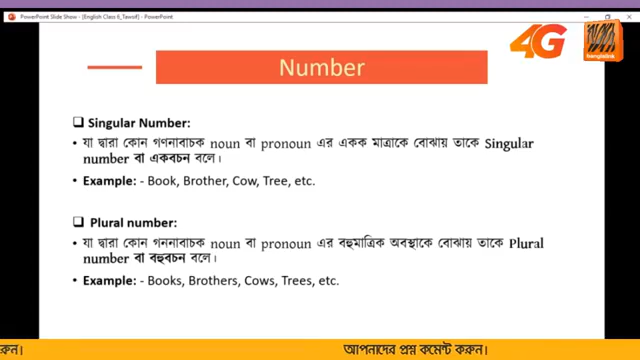 PowerPoint Slide Show - [English Class 6_Tawsif] - PowerPoint
4G
banglalink
Number
Singular Number:
• যা দ্বারা কোন গণনাবাচক noun বা pronoun এর একক মাত্রাকে বোঝায় তাকে Singular
number বা একবচন বলে।
• Example: - Book, Brother, Cow, Tree, etc.
Plural number:
• যা দ্বারা কোন গননাবাচক noun বা pronoun এর বহুমাত্রিক অবস্থাকে বোঝায় তাকে Plural
number বা বহুবচন বলে।
• Example: - Books, Brothers, Cows, Trees, etc.
রুন। আপনাদের প্রশ্ন কমেন্ট করুন।